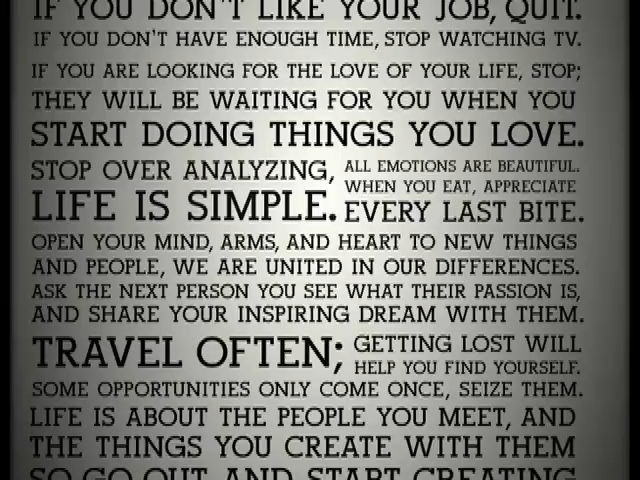 IF YOU DON'T LIKE YOUR JOB, QUIT.
IF YOU DON'T HAVE ENOUGH TIME, STOP WATCHING TV.
IF YOU ARE LOOKING FOR THE LOVE OF YOUR LIFE, STOP;
THEY WILL BE WAITING FOR YOU WHEN YOU
START DOING THINGS YOU LOVE.
STOP OVER ANALYZING,
LIFE IS SIMPLE.
ALL EMOTIONS ARE BEAUTIFUL.
WHEN YOU EAT, APPRECIATE
EVERY LAST BITE.
OPEN YOUR MIND, ARMS, AND HEART TO NEW THINGS
AND PEOPLE, WE ARE UNITED IN OUR DIFFERENCES.
ASK THE NEXT PERSON YOU SEE WHAT THEIR PASSION IS,
AND SHARE YOUR INSPIRING DREAM WITH THEM.
TRAVEL OFTEN;
GETTING LOST WILL
HELP YOU FIND YOURSELF.
SOME OPPORTUNITIES ONLY COME ONCE, SEIZE THEM.
LIFE IS ABOUT THE PEOPLE YOU MEET, AND
THE THINGS YOU CREATE WITH THEM
SO GO OUT AND START CREATING